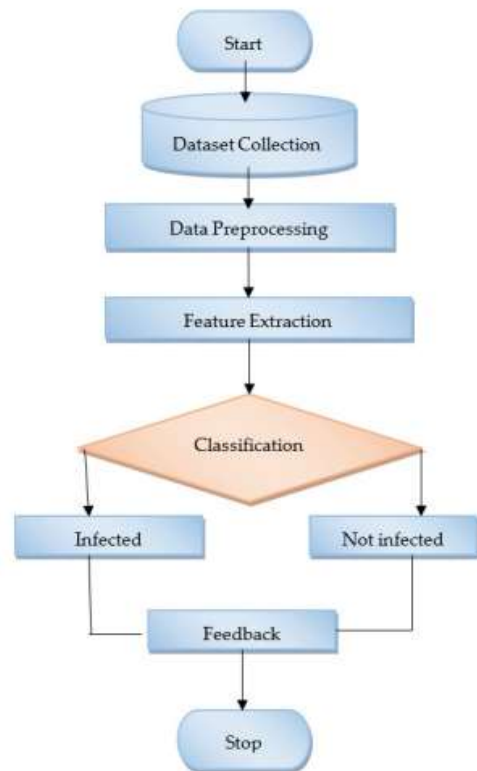 Start
Dataset Collection
Data Preprocessing
Feature Extraction
Classification
Infected
Not infected
Feedback
Stop